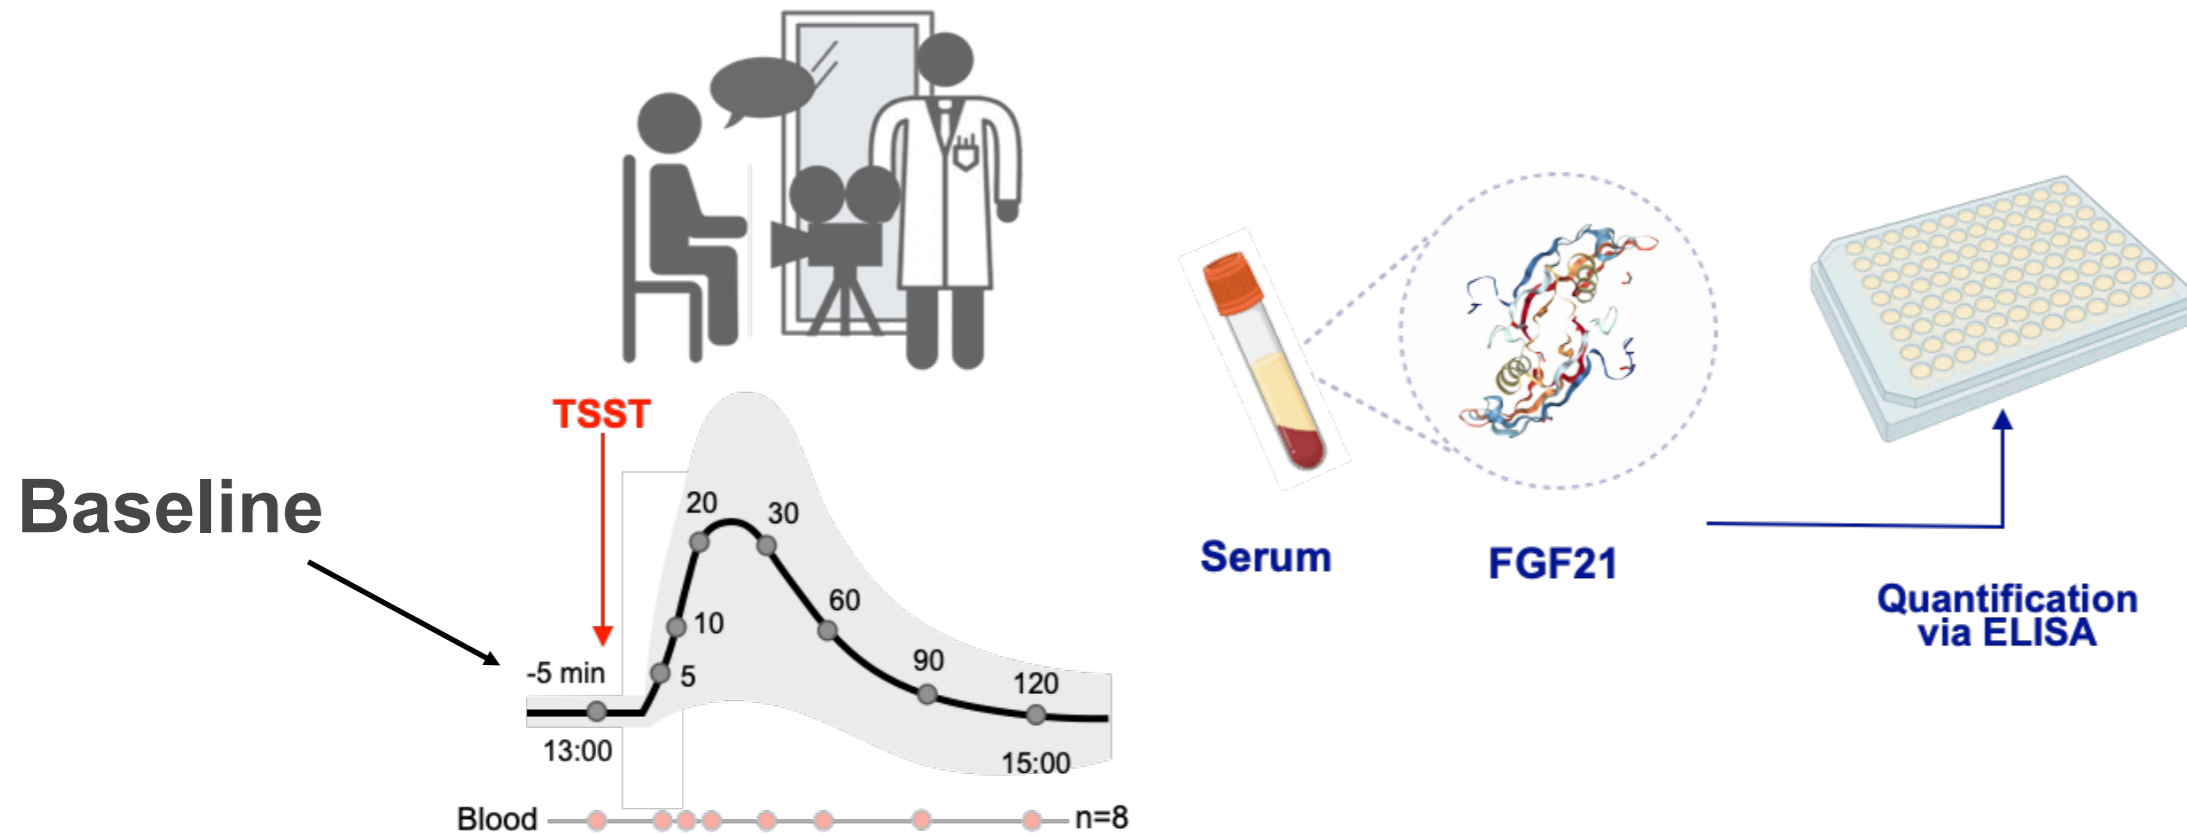 TSST
Baseline
20
30
10
60
-5 min
5
90
120
13:00
15:00
Blood
n=8
Serum
FGF21
Quantification
via ELISA